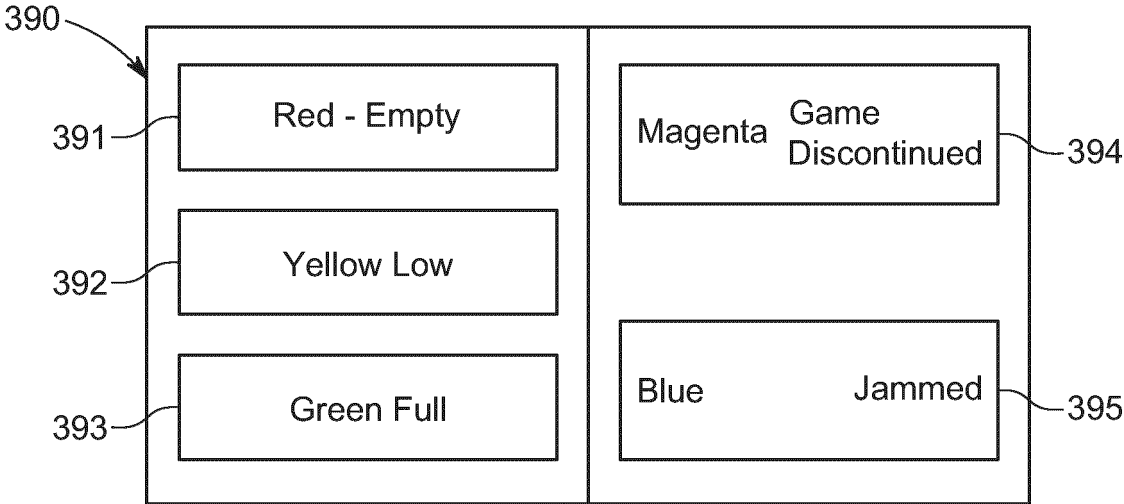 390
391
Red - Empty
392
Yellow Low
393
Green Full
Magenta Game
Discontinued
394
Blue Jammed
395